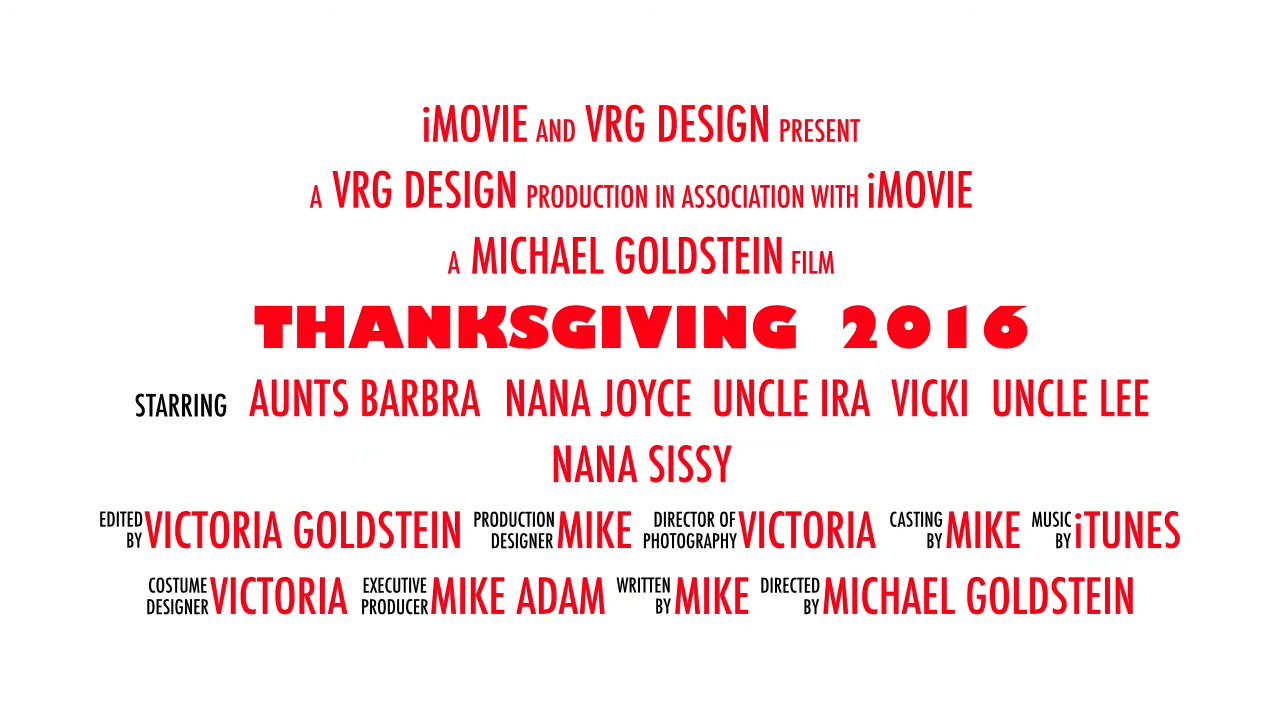 iMOVIE AND VRG DESIGN PRESENT
A VRG DESIGN PRODUCTION IN ASSOCIATION WITH iMOVIE
A MICHAEL GOLDSTEIN FILM
THANKSGIVING 2016
STARRING AUNTS BARBRA NANA JOYCE UNCLE IRA VICKI UNCLE LEE
NANA SISSY
EDITED BY VICTORIA GOLDSTEIN PRODUCTION DESIGNER MIKE DIRECTOR OF PHOTOGRAPHY VICTORIA CASTING BY MIKE MUSIC BY iTUNES
COSTUME DESIGNER VICTORIA EXECUTIVE PRODUCER MIKE ADAM WRITTEN BY MIKE DIRECTED BY MICHAEL GOLDSTEIN